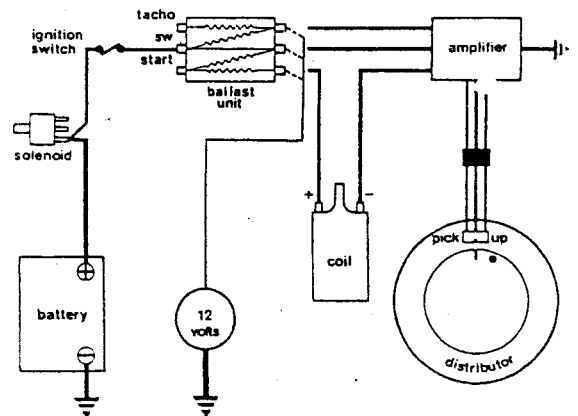 tacho
ignition
switch
sw
start
ballast
unit
amplifier
solenoid
+
−
pick up
coil
battery
12
volts
distributor